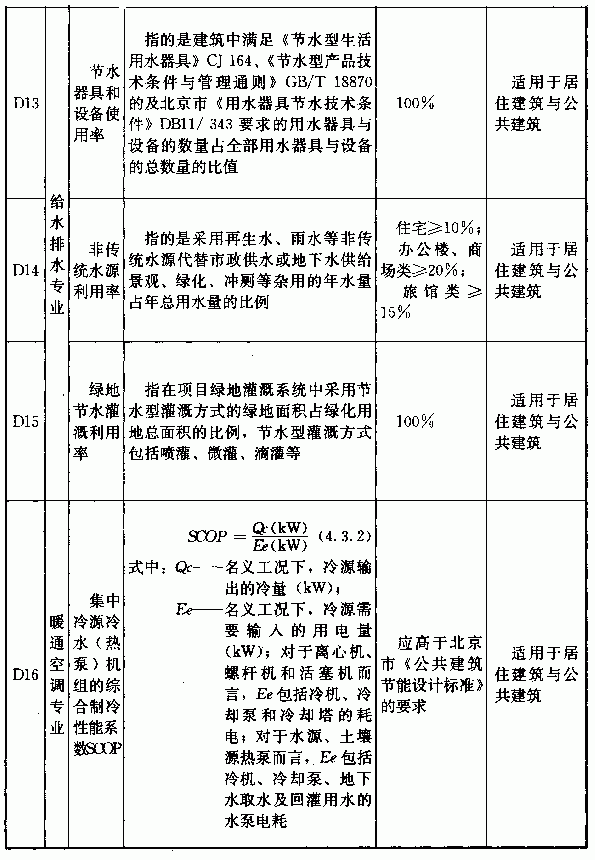 D13
给水排水专业
节水
器具和
设备使
用率
指的是建筑中满足《节水型生活
用水器具》CJ 164、《节水型产品技
术条件与管理通则》GB/T 18870
的及北京市《用水器具节水技术条
件》DB11/ 343 要求的用水器具与
设备的数量占全部用水器具与设备
的总数量的比值
100%
适用于居
住建筑与公
共建筑
D14
非传
统水源
利用率
指的是采用再生水、雨水等非传
统水源代替市政供水或地下水供给
景观、绿化、冲厕等杂用的年水量
占年总用水量的比例
住宅≥10%;
办公楼、商
场类≥20%;
旅馆类≥
15%
适用于居
住建筑与公
共建筑
D15
绿地
节水灌
溉利用
率
指在项目绿地灌溉系统中采用节
水型灌溉方式的绿地面积占绿化用
地总面积的比例，节水型灌溉方式
包括喷灌、微灌、滴灌等
100%
适用于居
住建筑与公
共建筑
D16
暖通空调专业
集中
冷源冷
水（热
泵）机
组的综
合制冷
性能系
数SCOP
SCOP = Qc(kW) / Ee(kW) (4.3.2)
式中：Qc——名义工况下，冷源输
出的冷量（kW）;
Ee——名义工况下，冷源需
要输入的用电量
(kW)；对于离心机、
螺杆机和活塞机而
言，Ee包括冷机、冷
却泵和冷却塔的耗
电；对于水源、土壤
源热泵而言，Ee包括
冷机、冷却泵、地下
水取水及回灌用水的
水泵电耗
应高于北京
市《公共建筑
节能设计标准》
的要求
适用于居
住建筑与公
共建筑